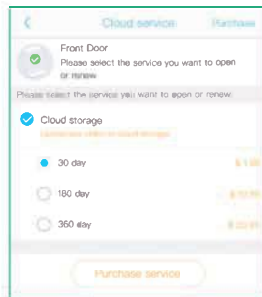 Cloud service Purchase
Front Door
Please select the service you want to open
or renew
Please select the service you want to open or renew.
Cloud storage
30 day
180 day
360 day
Purchase service